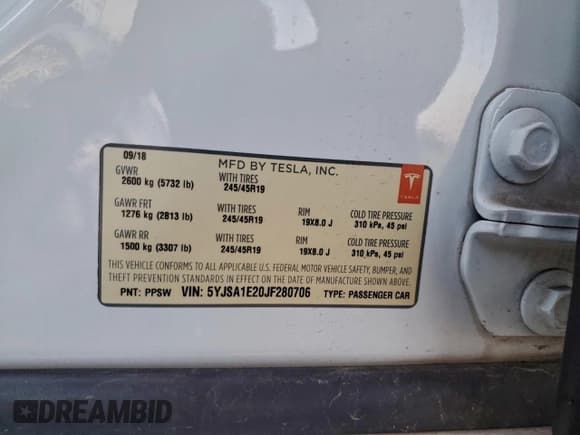 09/18
MFD BY TESLA, INC.
GVWR WITH TIRES
2600 kg (5732 lb) 245/45R19
TESLA
GAWR FRT WITH TIRES RIM COLD TIRE PRESSURE
1276 kg (2813 lb) 245/45R19 19X8.0 J 310 kPa, 45 psi
GAWR RR WITH TIRES RIM COLD TIRE PRESSURE
1500 kg (3307 lb) 245/45R19 19X8.0 J 310 kPa, 45 psi
THIS VEHICLE CONFORMS TO ALL APPLICABLE U.S. FEDERAL MOTOR VEHICLE SAFETY, BUMPER, AND
THEFT PREVENTION STANDARDS IN EFFECT ON THE DATE OF MANUFACTURE SHOWN ABOVE.
PNT: PPSW VIN: 5YJSA1E20JF280706 TYPE: PASSENGER CAR
DREAMBID